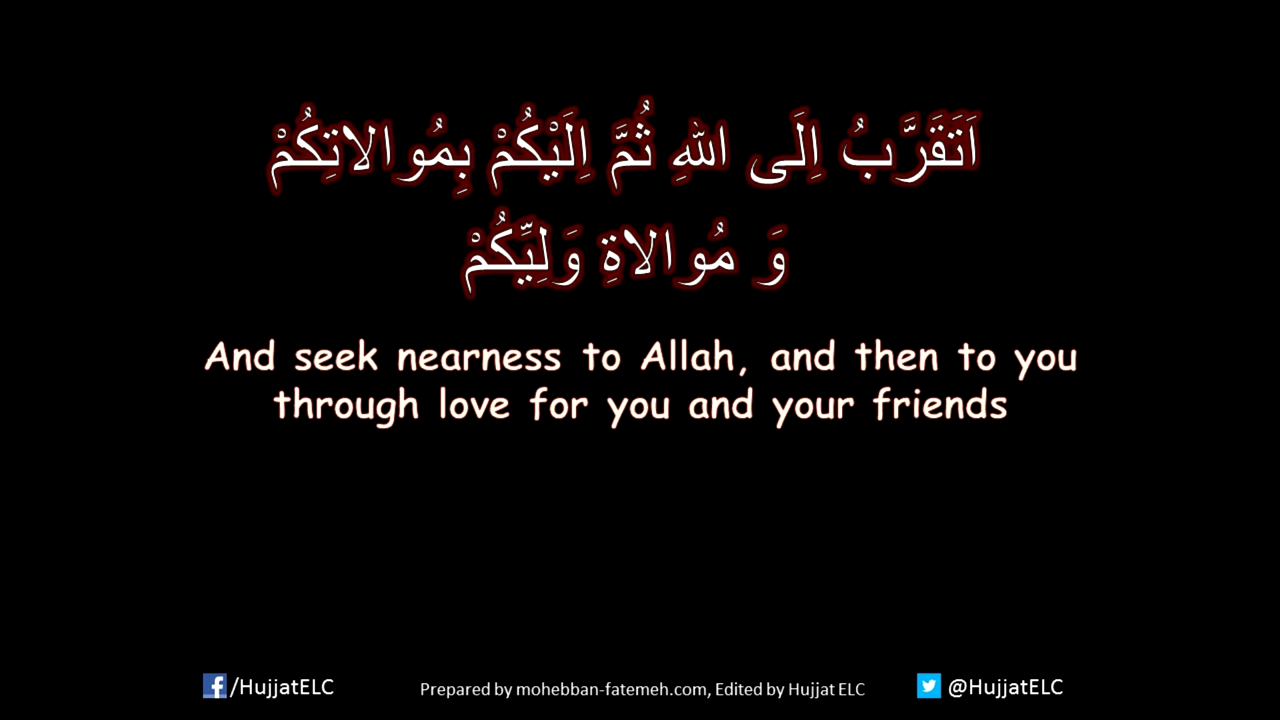 اَتَقَرَّبُ اِلَى اللهِ ثُمَّ اِلَيْكُمْ بِمُوالاتِكُمْ
وَ مُوالاةِ وَلِيِّكُمْ
And seek nearness to Allah, and then to you
through love for you and your friends
/HujjatELC
Prepared by mohebban-fatemeh.com, Edited by Hujjat ELC
@HujjatELC